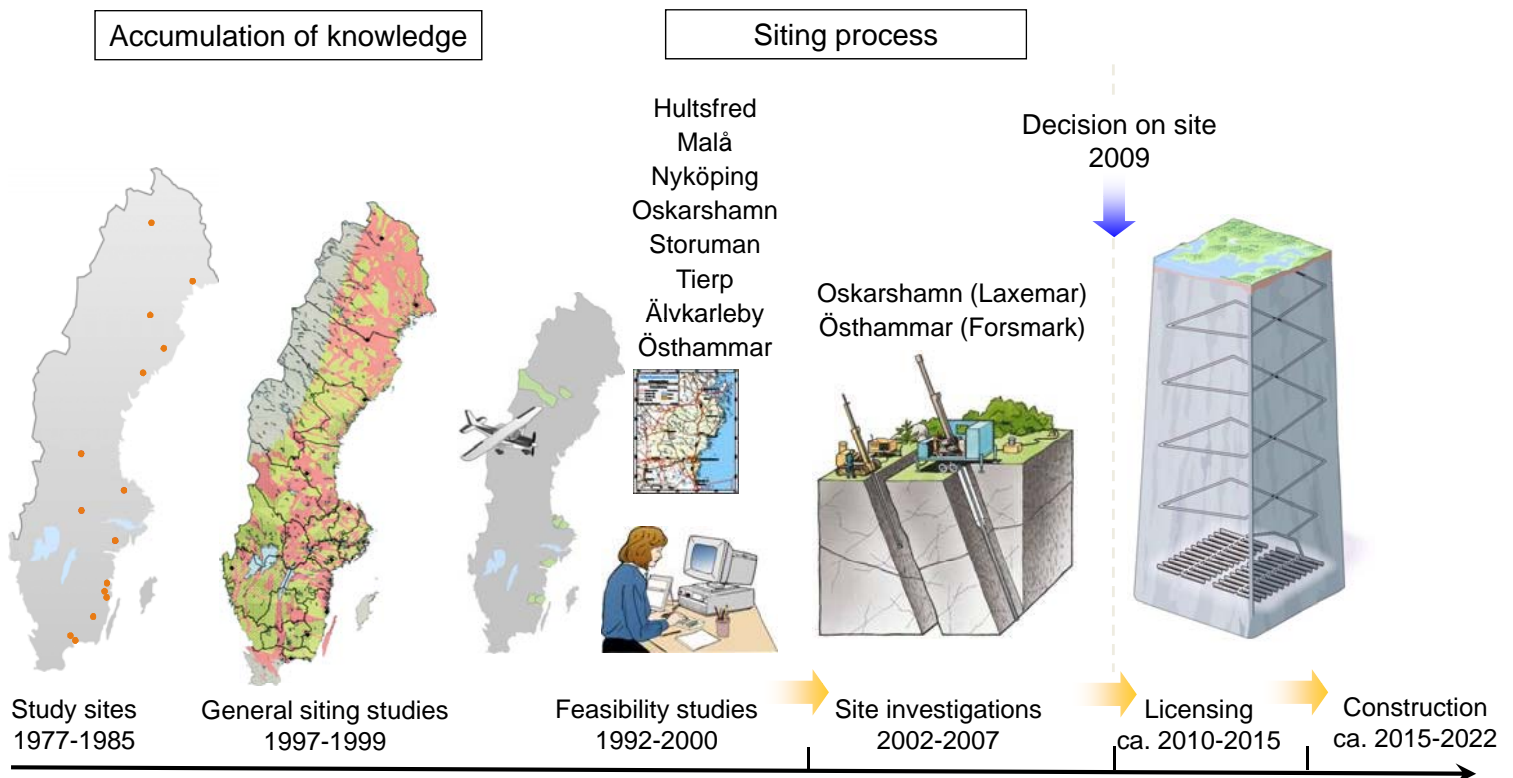 Accumulation of knowledge
Siting process
Hultsfred
Malå
Nyköping
Oskarshamn
Storuman
Tierp
Älvkarleby
Östhammar
Decision on site
2009
Oskarshamn (Laxemar)
Östhammar (Forsmark)
Study sites
1977-1985
General siting studies
1997-1999
Feasibility studies
1992-2000
Site investigations
2002-2007
Licensing
ca. 2010-2015
Construction
ca. 2015-2022